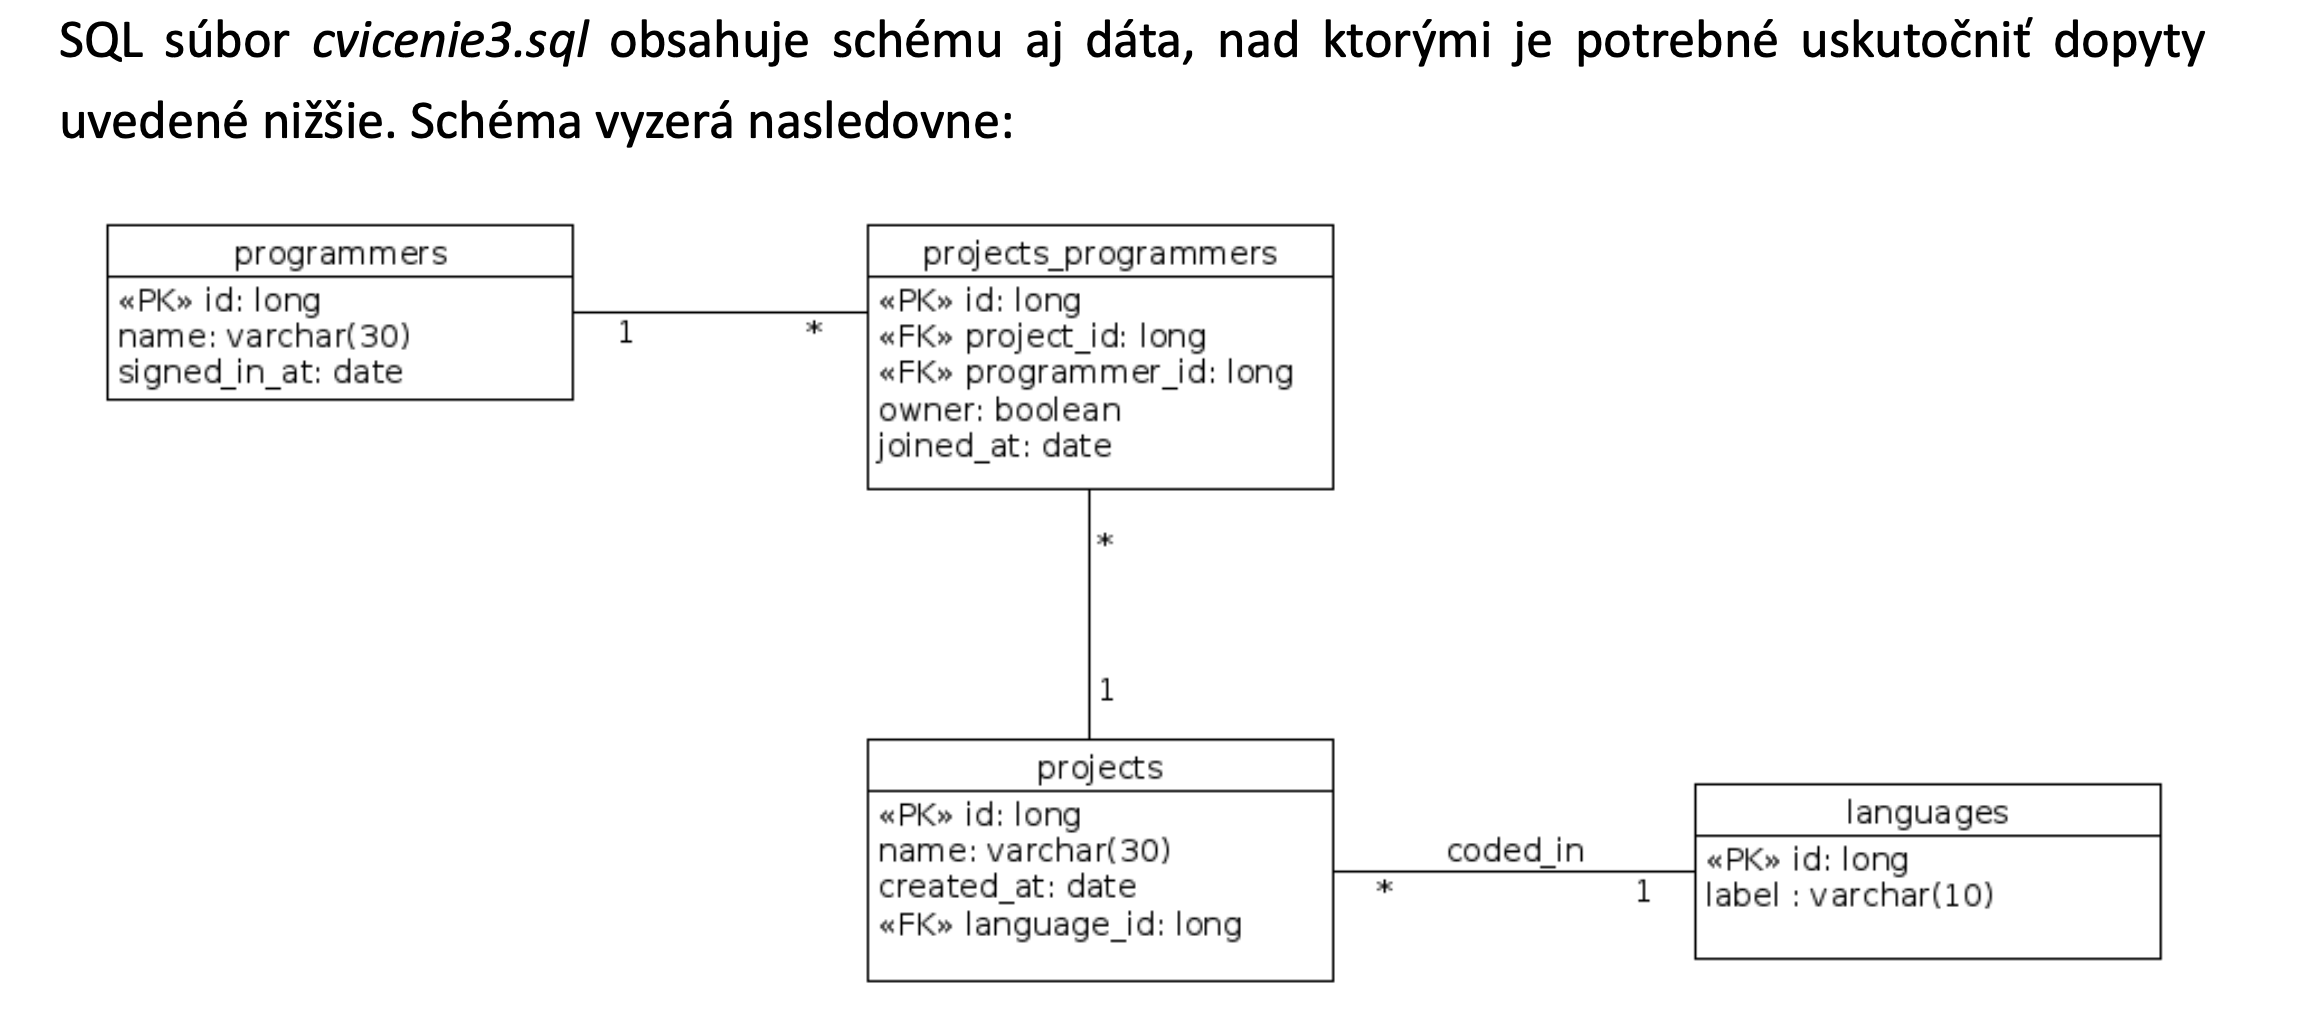 SQL súbor cvicenie3.sql obsahuje schému aj dáta, nad ktorými je potrebné uskutočniť dopyty
uvedené nižšie. Schéma vyzerá nasledovne:
programmers
«PK» id: long
name: varchar(30)
signed_in_at: date
1
*
projects_programmers
«PK» id: long
«FK» project_id: long
«FK» programmer_id: long
owner: boolean
joined_at: date
*
1
projects
«PK» id: long
name: varchar(30)
created_at: date
«FK» language_id: long
coded_in
*
1
languages
«PK» id: long
label : varchar(10)